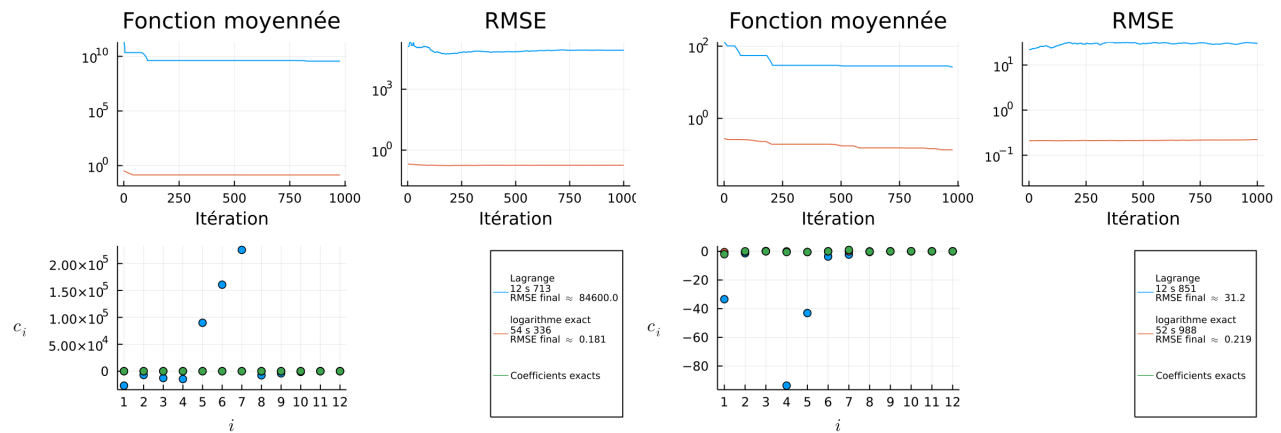 Fonction moyennée
RMSE
Fonction moyennée
RMSE
10^10
10^5
10^0
0 250 500 750 1000
Itération
10^3
10^0
0 250 500 750 1000
Itération
10^2
10^0
0 250 500 750 1000
Itération
10^1
10^0
10^-1
0 250 500 750 1000
Itération
2.00×10^5
1.50×10^5
1.00×10^5
5.00×10^4
0
c_i
1 2 3 4 5 6 7 8 9 10 11 12
i
Lagrange
12 s 713
RMSE final ≈ 84600.0
logarithme exact
54 s 336
RMSE final ≈ 0.181
Coefficients exacts
0
−20
−40
−60
−80
c_i
1 2 3 4 5 6 7 8 9 10 11 12
i
Lagrange
12 s 851
RMSE final ≈ 31.2
logarithme exact
52 s 988
RMSE final ≈ 0.219
Coefficients exacts